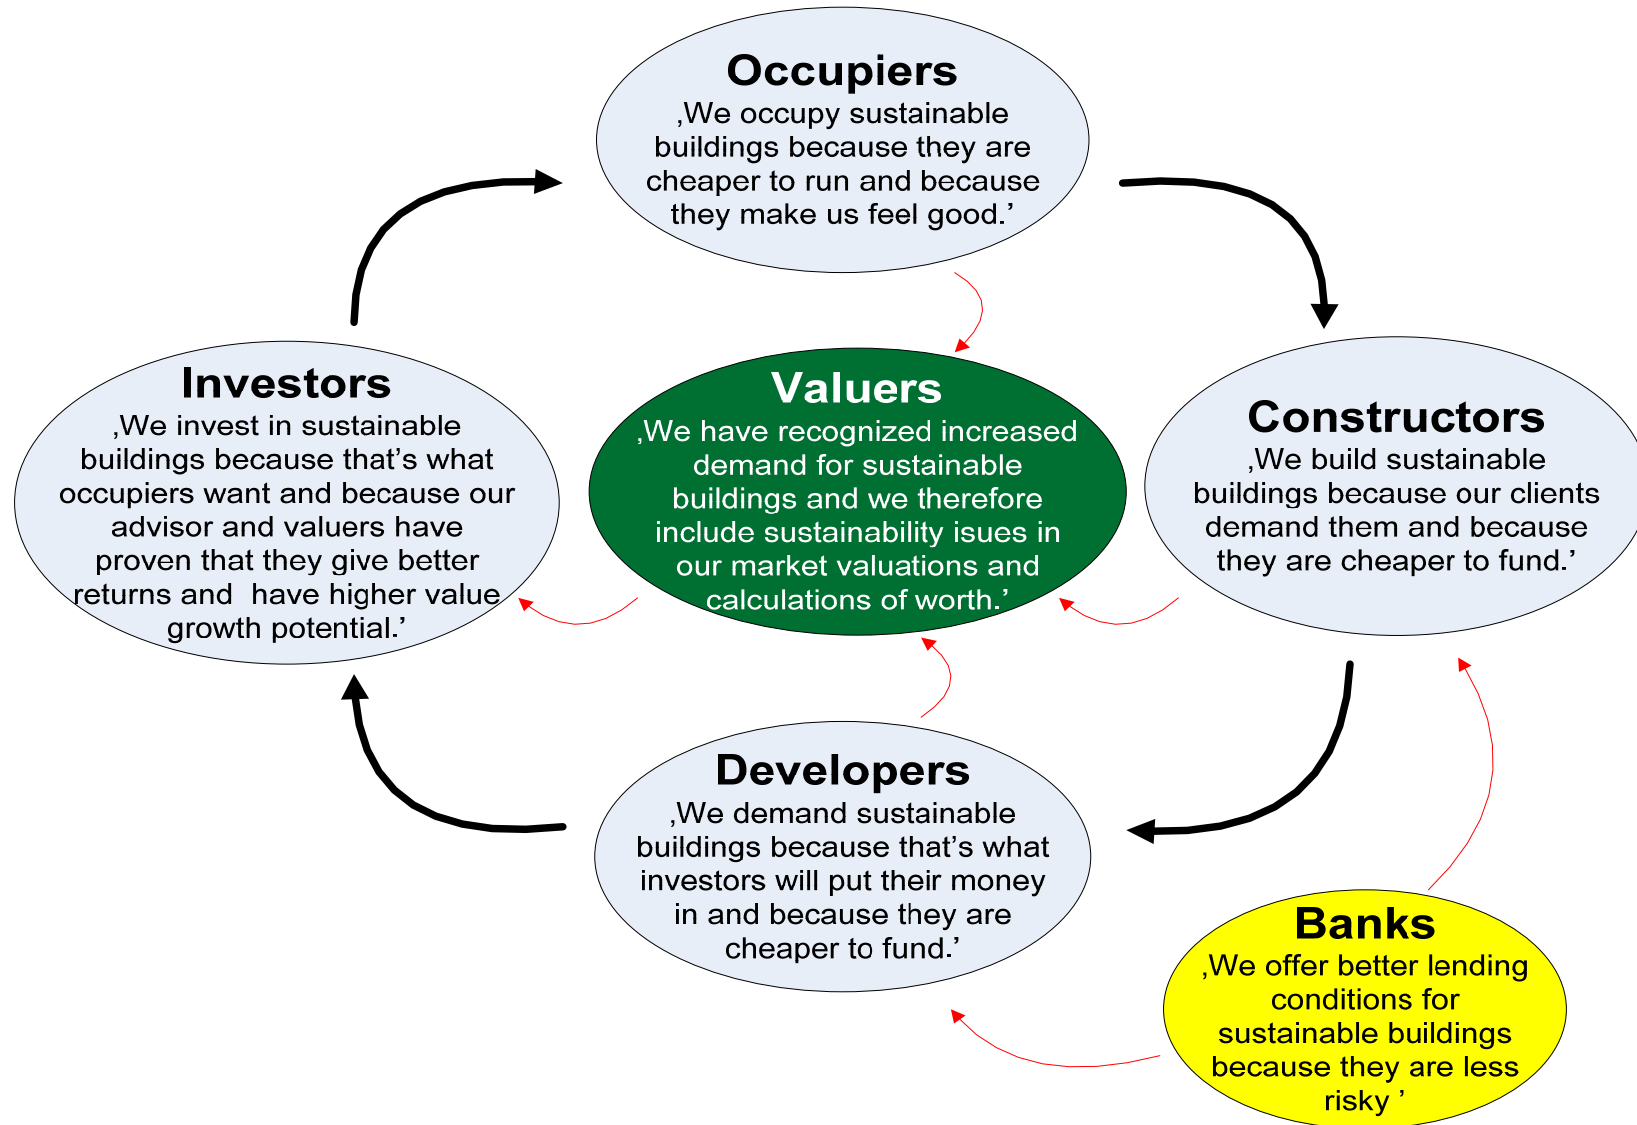 Occupiers
‚We occupy sustainable
buildings because they are
cheaper to run and because
they make us feel good.’
Investors
‚We invest in sustainable
buildings because that’s what
occupiers want and because our
advisor and valuers have
proven that they give better
returns and  have higher value
growth potential.’
Valuers
‚We have recognized increased
demand for sustainable
buildings and we therefore
include sustainability isues in
our market valuations and
calculations of worth.’
Constructors
‚We build sustainable
buildings because our clients
demand them and because
they are cheaper to fund.’
Developers
‚We demand sustainable
buildings because that’s what
investors will put their money
in and because they are
cheaper to fund.’
Banks
‚We offer better lending
conditions for
sustainable buildings
because they are less
risky ’